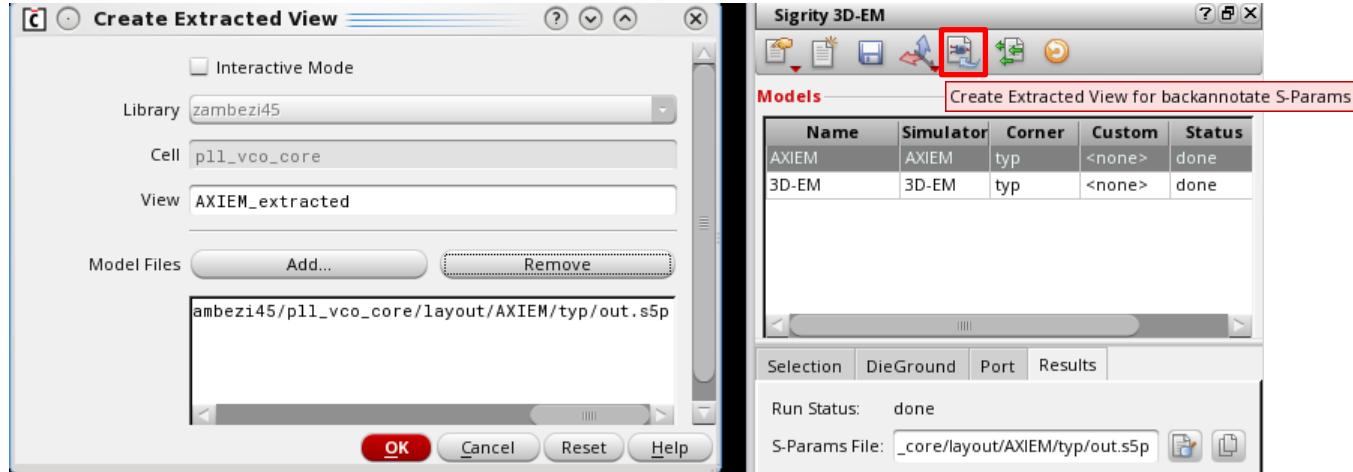 Create Extracted View
Interactive Mode
Library zambezi45
Cell pll_vco_core
View AXIEM_extracted
Model Files Add... Remove
ambezi45/pll_vco_core/layout/AXIEM/typ/out.s5p
OK Cancel Reset Help
Sigrity 3D-EM
Models
Create Extracted View for backannotate S-Params
Name Simulator Corner Custom Status
AXIEM AXIEM typ <none> done
3D-EM 3D-EM typ <none> done
Selection DieGround Port Results
Run Status: done
S-Params File: _core/layout/AXIEM/typ/out.s5p